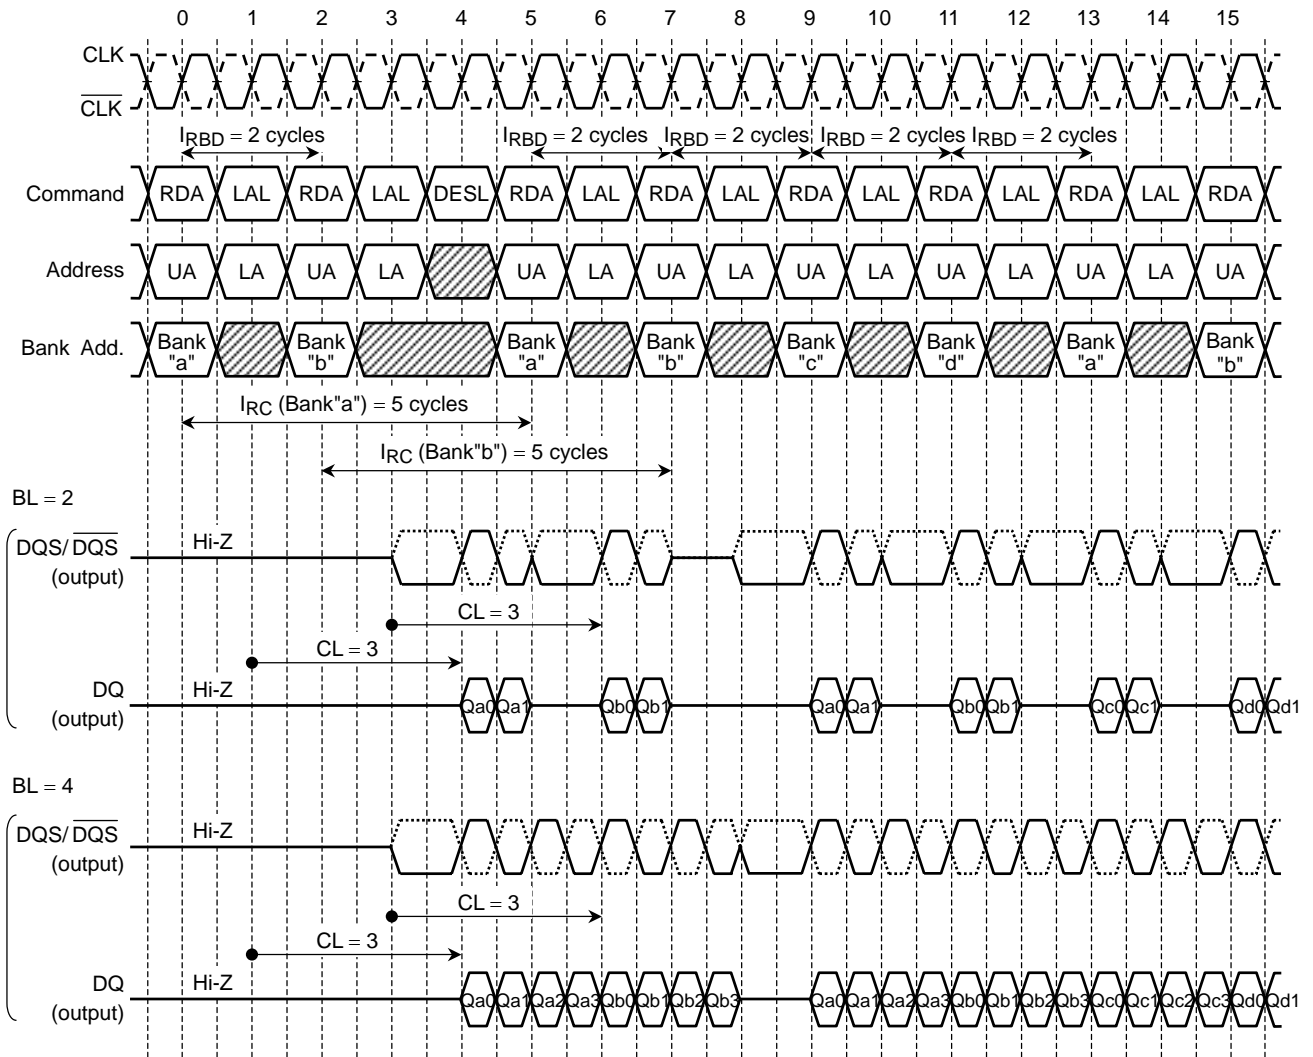 0 1 2 3 4 5 6 7 8 9 10 11 12 13 14 15
CLK
CLK
IRBD = 2 cycles IRBD = 2 cycles IRBD = 2 cycles IRBD = 2 cycles IRBD = 2 cycles
Command RDA LAL RDA LAL DESL RDA LAL RDA LAL RDA LAL RDA LAL RDA LAL RDA
Address UA LA UA LA UA LA UA LA UA LA UA LA UA LA UA
Bank Add. Bank "a" Bank "b" Bank "a" Bank "b" Bank "c" Bank "d" Bank "a" Bank "b"
IRC (Bank"a") = 5 cycles
IRC (Bank"b") = 5 cycles
BL = 2
DQS/DQS Hi-Z
(output)
CL = 3
CL = 3
DQ Hi-Z
(output) Qa0 Qa1 Qb0 Qb1 Qa0 Qa1 Qb0 Qb1 Qc0 Qc1 Qd0 Qd1
BL = 4
DQS/DQS Hi-Z
(output)
CL = 3
CL = 3
DQ Hi-Z
(output) Qa0 Qa1 Qa2 Qa3 Qb0 Qb1 Qb2 Qb3 Qa0 Qa1 Qa2 Qa3 Qb0 Qb1 Qb2 Qb3 Qc0 Qc1 Qc2 Qc3 Qd0 Qd1